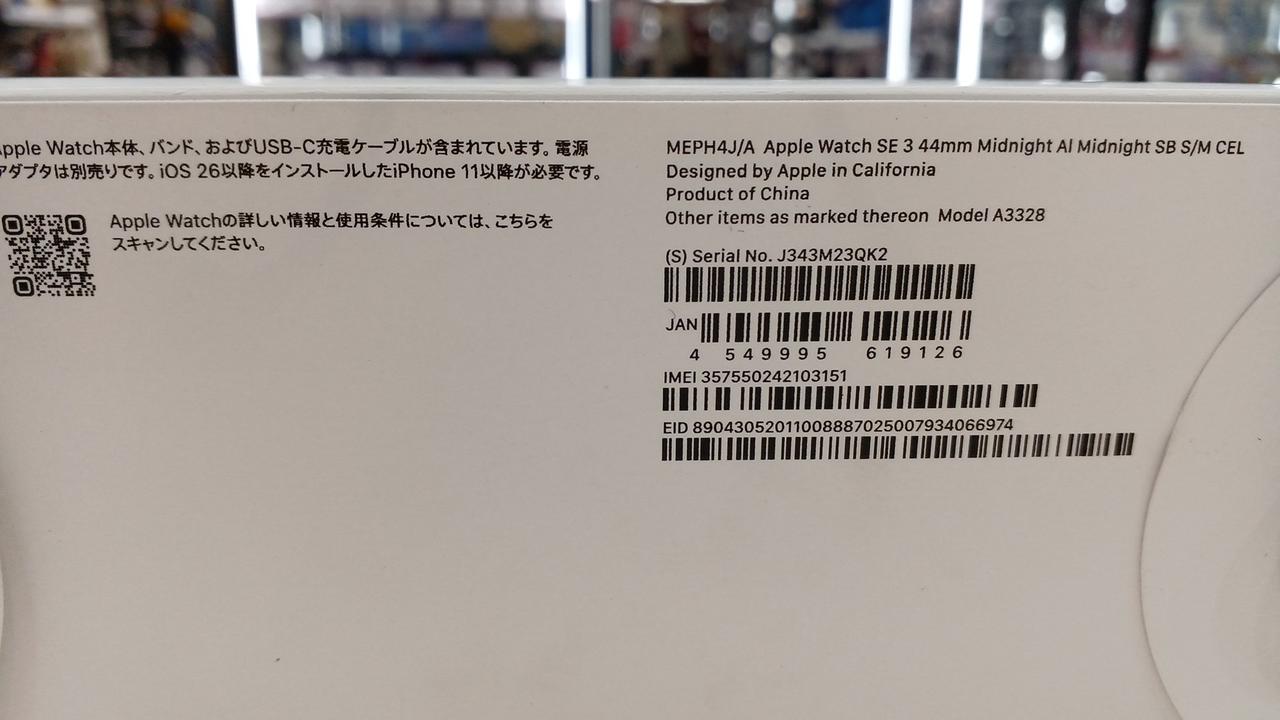 Apple Watch本体、バンド、およびUSB-C充電ケーブルが含まれています。電源
アダプタは別売りです。iOS 26以降をインストールしたiPhone 11以降が必要です。
Apple Watchの詳しい情報と使用条件については、こちらを
スキャンしてください。
MEPH4J/A Apple Watch SE 3 44mm Midnight Al Midnight SB S/M CEL
Designed by Apple in California
Product of China
Other items as marked thereon Model A3328
(S) Serial No. J343M23QK2
JAN
4 549995 619126
IMEI 357550242103151
EID 89043052011008887025007934066974